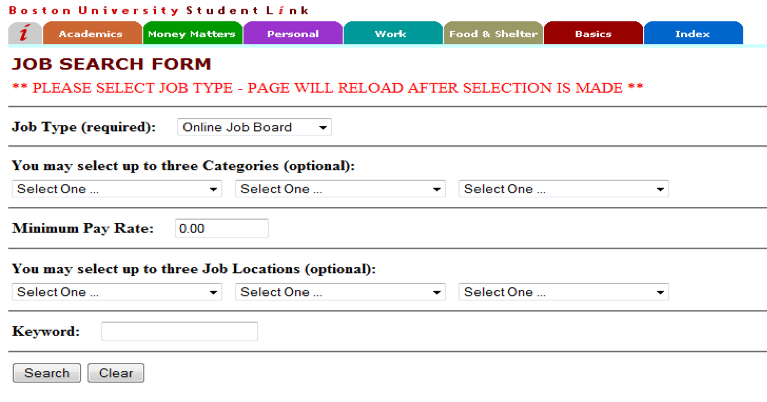 Boston University Student Link
i Academics Money Matters Personal Work Food & Shelter Basics Index
JOB SEARCH FORM
** PLEASE SELECT JOB TYPE - PAGE WILL RELOAD AFTER SELECTION IS MADE **
Job Type (required): Online Job Board
You may select up to three Categories (optional):
Select One ... Select One ... Select One ...
Minimum Pay Rate: 0.00
You may select up to three Job Locations (optional):
Select One ... Select One ... Select One ...
Keyword:
Search Clear